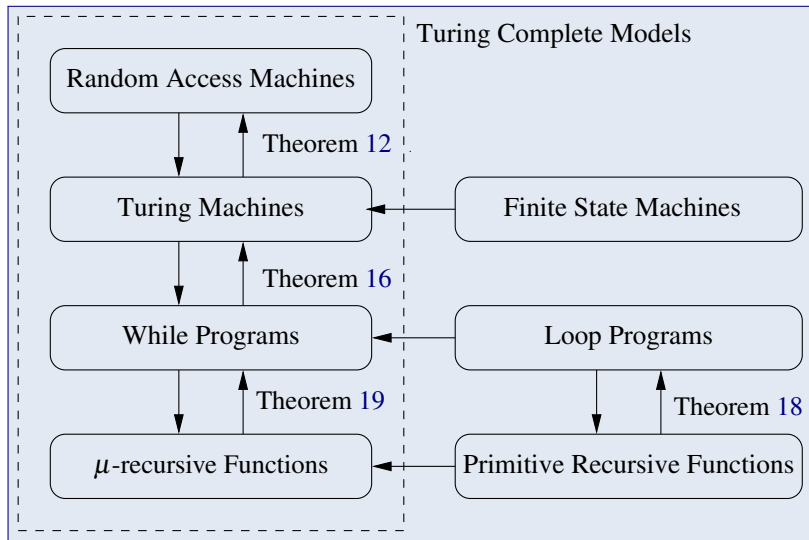 Turing Complete Models
Random Access Machines
Theorem 12 .
Turing Machines
Finite State Machines
Theorem 16
While Programs
Loop Programs
Theorem 19
Theorem 18
μ-recursive Functions
Primitive Recursive Functions